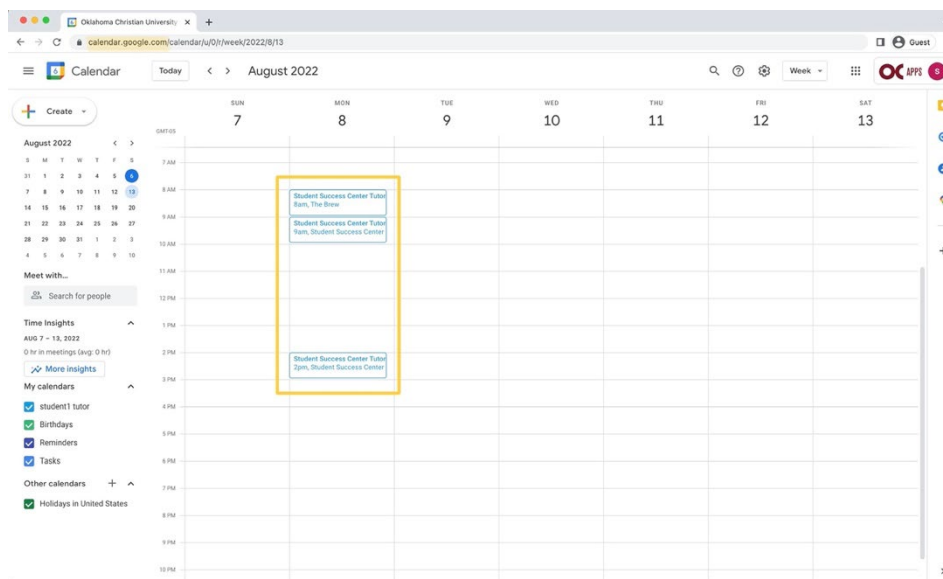 Oklahoma Christian University
calendar.google.com/calendar/u/0/r/week/2022/8/13
Guest
Calendar
Today
August 2022
Week
OC APPS
S
Create
SUN MON TUE WED THU FRI SAT
7 8 9 10 11 12 13
GMT-05
August 2022
S M T W T F S
31 1 2 3 4 5 6
7 8 9 10 11 12 13
14 15 16 17 18 19 20
21 22 23 24 25 26 27
28 29 30 31 1 2 3
4 5 6 7 8 9 10
Meet with...
Search for people
Time Insights
AUG 7 – 13, 2022
0 hr in meetings (avg: 0 hr)
More insights
My calendars
student1 tutor
Birthdays
Reminders
Tasks
Other calendars
Holidays in United States
7 AM
8 AM
Student Success Center Tutor
8am, The Brew
9 AM
Student Success Center Tutor
9am, Student Success Center
10 AM
11 AM
12 PM
1 PM
2 PM
Student Success Center Tutor
2pm, Student Success Center
3 PM
4 PM
5 PM
6 PM
7 PM
8 PM
9 PM
10 PM